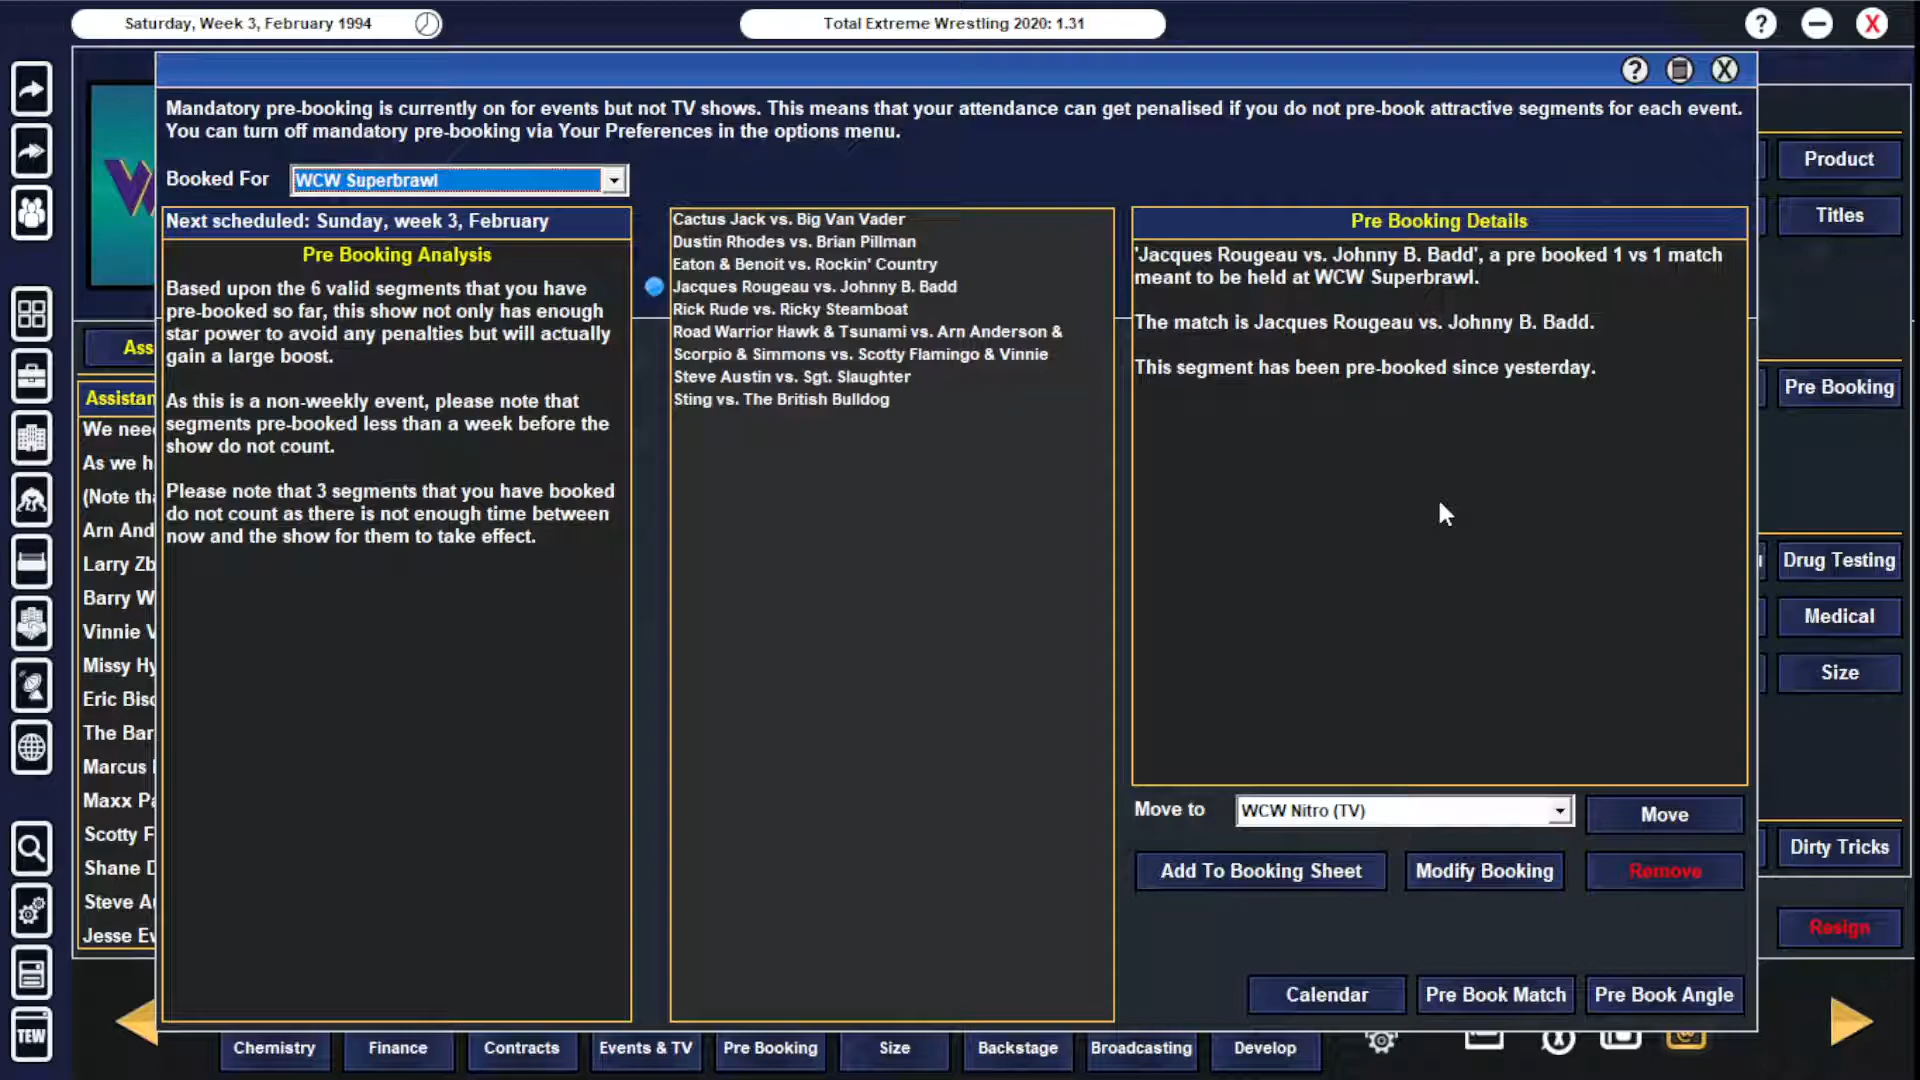 Saturday, Week 3, February 1994
Total Extreme Wrestling 2020: 1.31
Mandatory pre-booking is currently on for events but not TV shows. This means that your attendance can get penalised if you do not pre-book attractive segments for each event.
You can turn off mandatory pre-booking via Your Preferences in the options menu.
Booked For
WCW Superbrawl
Next scheduled: Sunday, week 3, February
Pre Booking Analysis
Based upon the 6 valid segments that you have
pre-booked so far, this show not only has enough
star power to avoid any penalties but will actually
gain a large boost.
As this is a non-weekly event, please note that
segments pre-booked less than a week before the
show do not count.
Please note that 3 segments that you have booked
do not count as there is not enough time between
now and the show for them to take effect.
Cactus Jack vs. Big Van Vader
Dustin Rhodes vs. Brian Pillman
Eaton & Benoit vs. Rockin' Country
Jacques Rougeau vs. Johnny B. Badd
Rick Rude vs. Ricky Steamboat
Road Warrior Hawk & Tsunami vs. Arn Anderson &
Scorpio & Simmons vs. Scotty Flamingo & Vinnie
Steve Austin vs. Sgt. Slaughter
Sting vs. The British Bulldog
Pre Booking Details
'Jacques Rougeau vs. Johnny B. Badd', a pre booked 1 vs 1 match
meant to be held at WCW Superbrawl.
The match is Jacques Rougeau vs. Johnny B. Badd.
This segment has been pre-booked since yesterday.
Move to
WCW Nitro (TV)
Move
Add To Booking Sheet
Modify Booking
Remove
Calendar
Pre Book Match
Pre Book Angle
Product
Titles
Pre Booking
Drug Testing
Medical
Size
Dirty Tricks
Resign
W
Ass
Assistan
We nee
As we h
(Note tha
Arn And
Larry Zb
Barry W
Vinnie V
Missy Hy
Eric Bisc
The Bar
Marcus
Maxx Pa
Scotty F
Shane D
Steve Au
Jesse Ev
TEW
Chemistry
Finance
Contracts
Events & TV
Pre Booking
Size
Backstage
Broadcasting
Develop